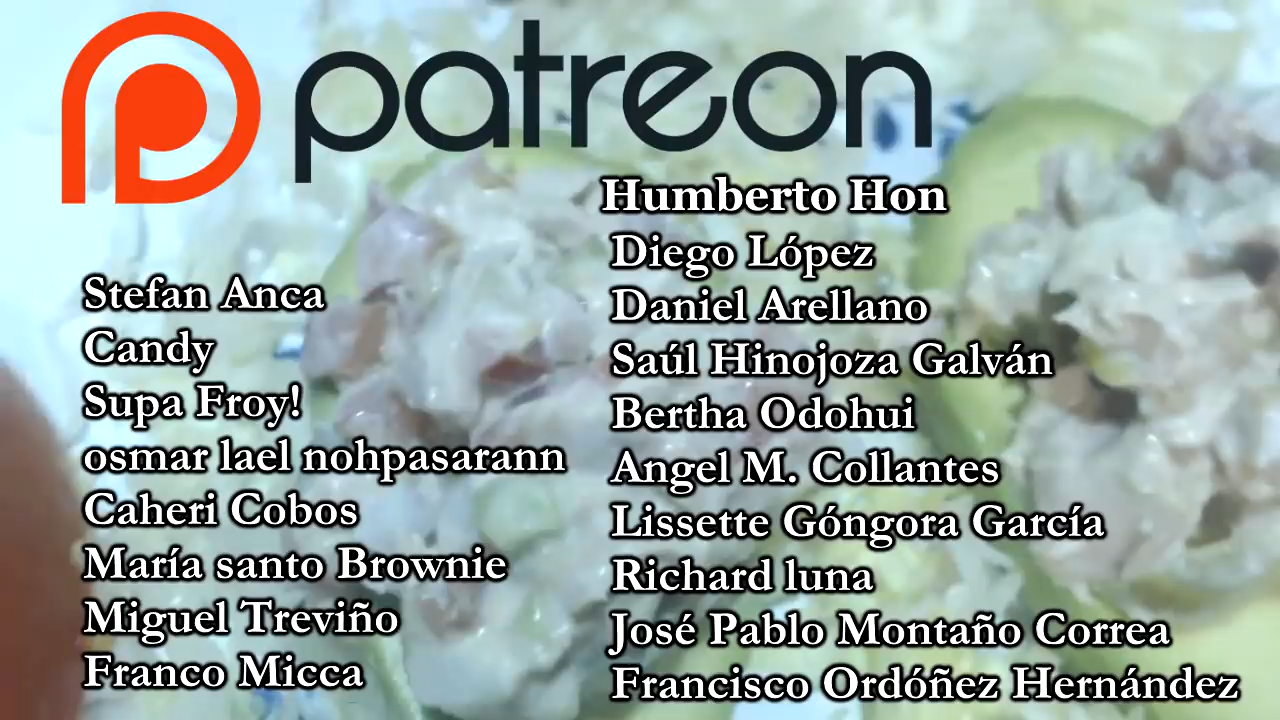 patreon
Stefan Anca
Candy
Supa Froy!
osmar lael nohpasarann
Caheri Cobos
María santo Brownie
Miguel Treviño
Franco Micca
Humberto Hon
Diego López
Daniel Arellano
Saúl Hinojoza Galván
Bertha Odohui
Angel M. Collantes
Lissette Góngora García
Richard luna
José Pablo Montaño Correa
Francisco Ordóñez Hernández